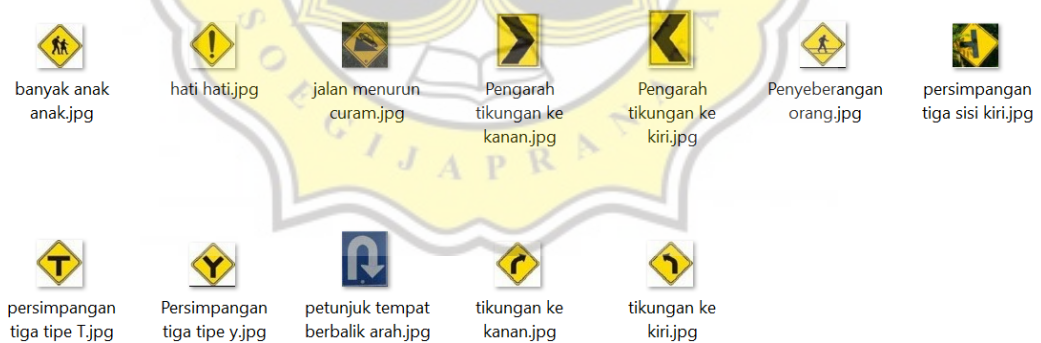 banyak anak
anak.jpg
hati hati.jpg
jalan menurun
curam.jpg
Pengarah
tikungan ke
kanan.jpg
Pengarah
tikungan ke
kiri.jpg
Penyeberangan
orang.jpg
persimpangan
tiga sisi kiri.jpg
SOEGIJAPRANA
T
Y
persimpangan
tiga tipe T.jpg
Persimpangan
tiga tipe y.jpg
petunjuk tempat
berbalik arah.jpg
tikungan ke
kanan.jpg
tikungan ke
kiri.jpg